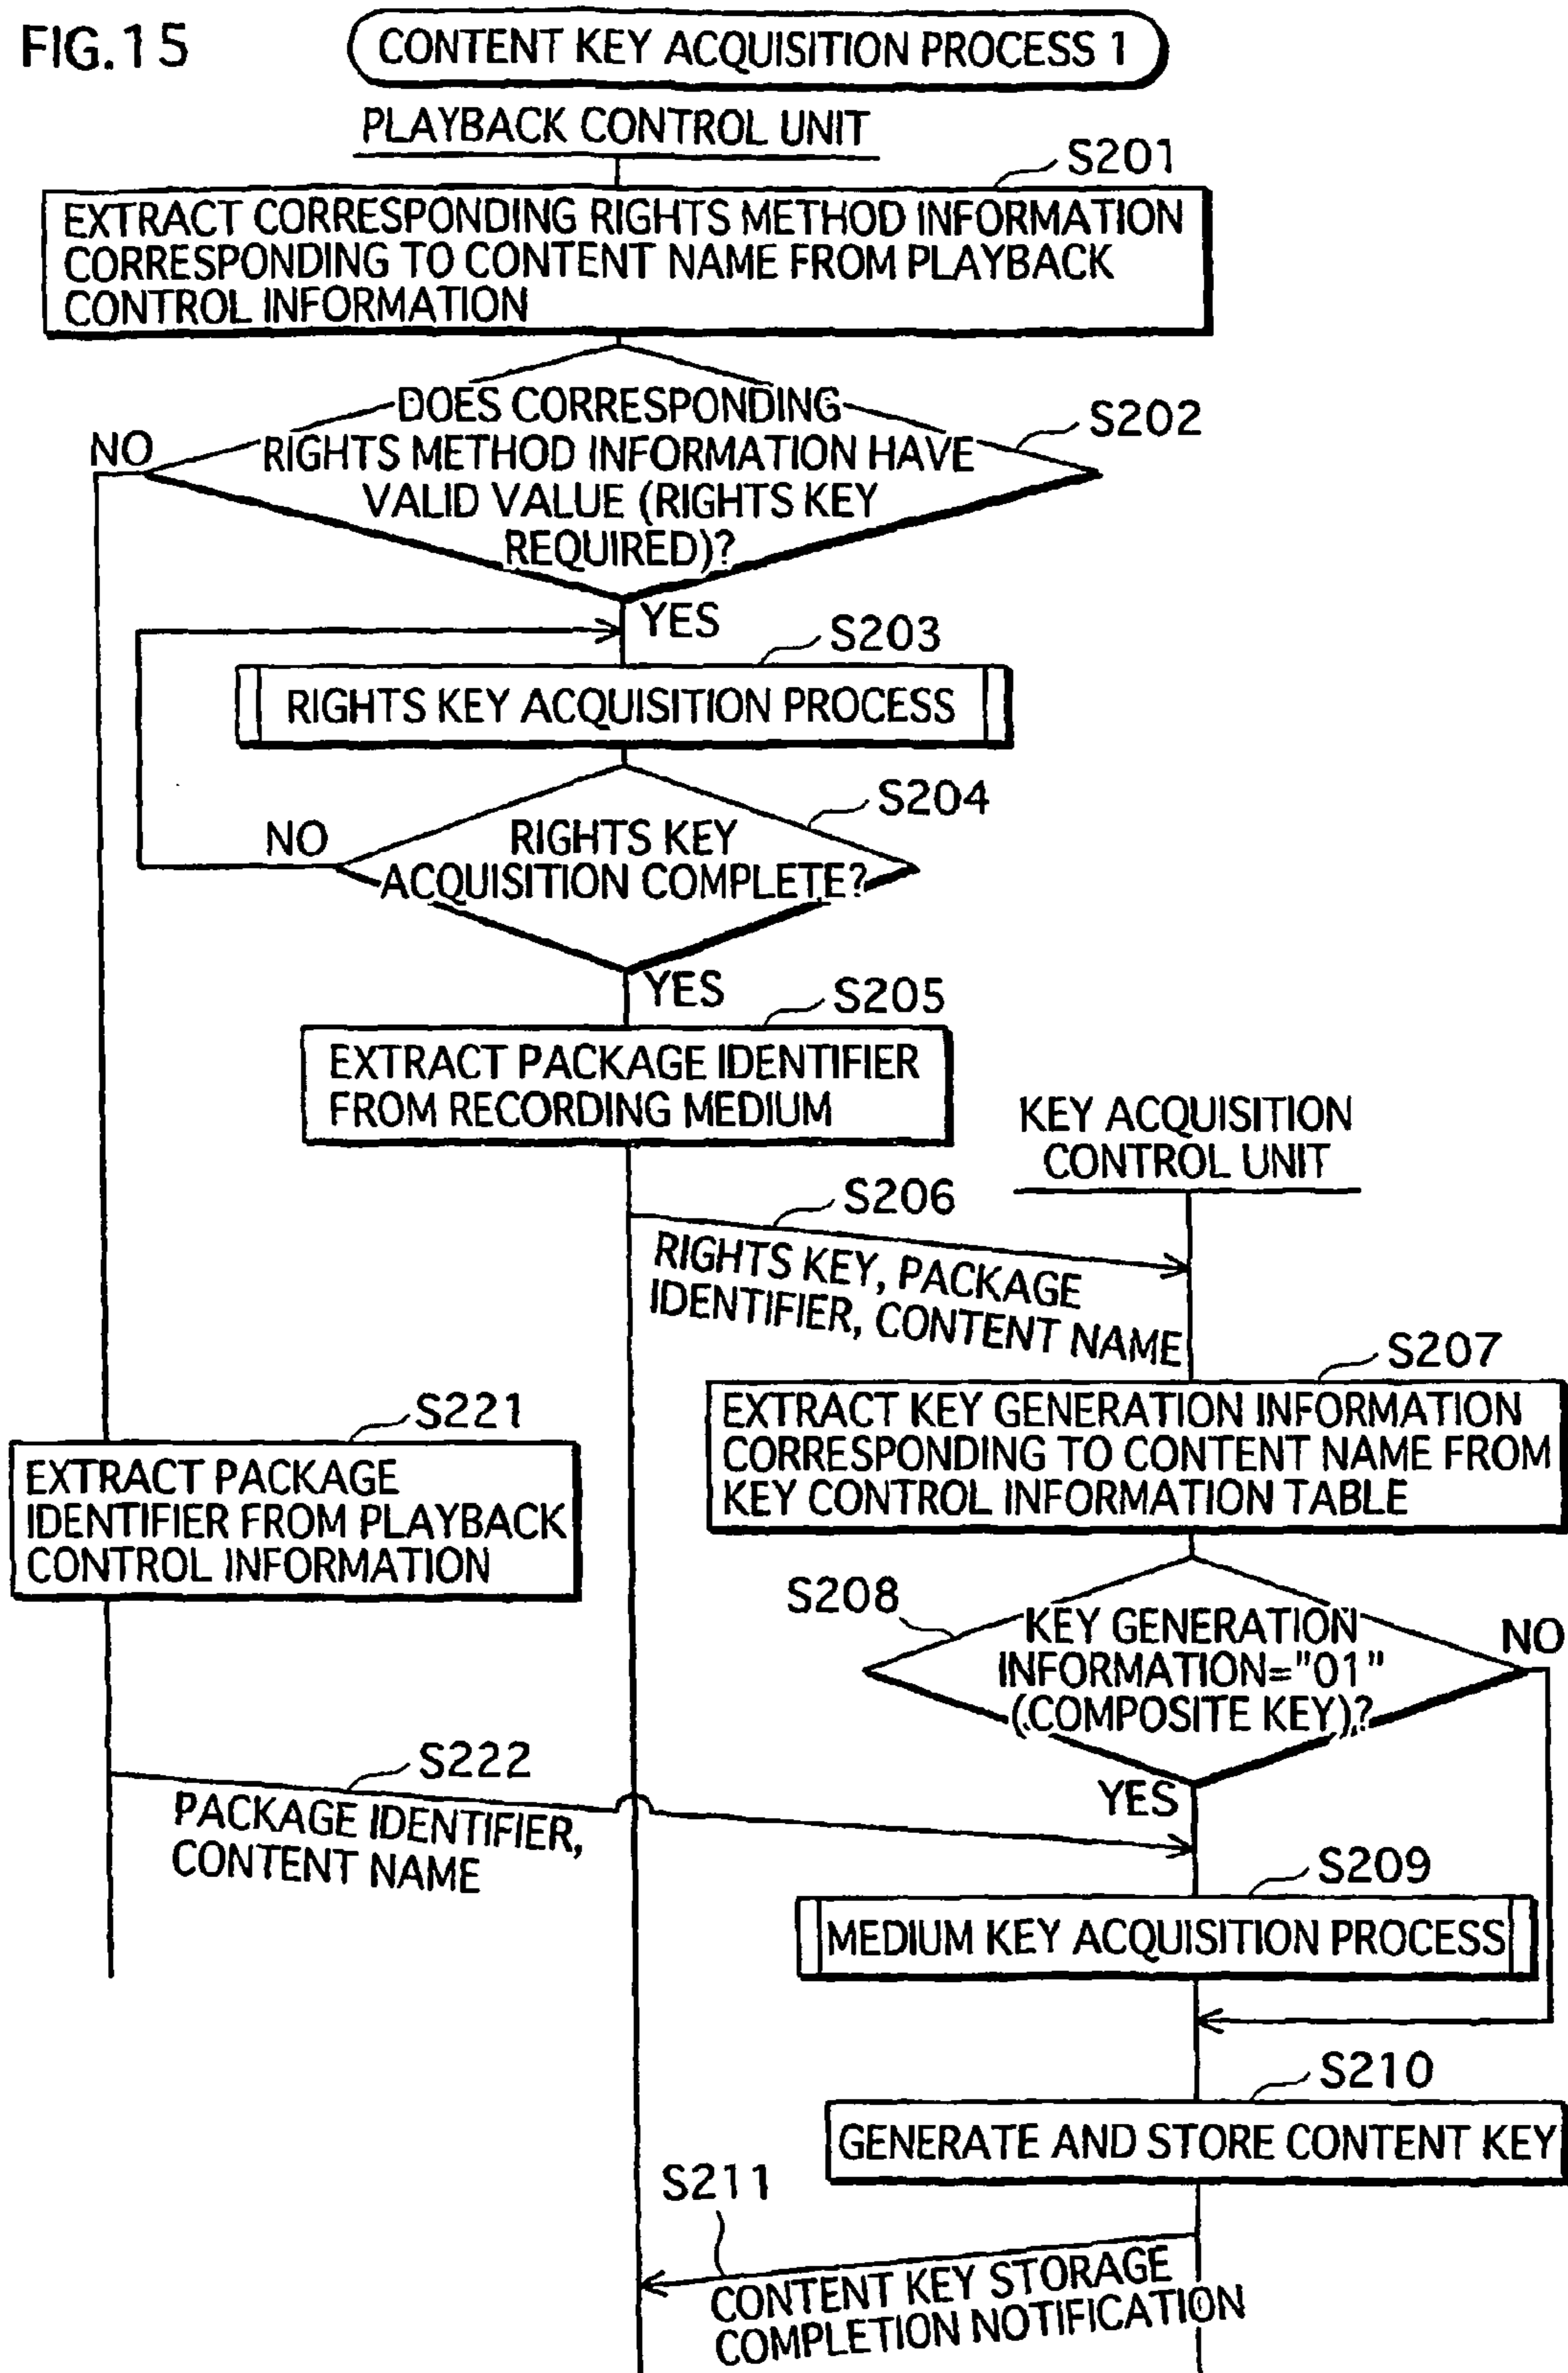 FIG.15
CONTENT KEY ACQUISITION PROCESS 1
PLAYBACK CONTROL UNIT
S201
EXTRACT CORRESPONDING RIGHTS METHOD INFORMATION
CORRESPONDING TO CONTENT NAME FROM PLAYBACK
CONTROL INFORMATION
DOES CORRESPONDING
RIGHTS METHOD INFORMATION HAVE
VALID VALUE (RIGHTS KEY
REQUIRED)?
S202
NO
YES
S203
RIGHTS KEY ACQUISITION PROCESS
S204
RIGHTS KEY
ACQUISITION COMPLETE?
NO
YES
S205
EXTRACT PACKAGE IDENTIFIER
FROM RECORDING MEDIUM
KEY ACQUISITION
CONTROL UNIT
S206
RIGHTS KEY, PACKAGE
IDENTIFIER, CONTENT NAME
S207
EXTRACT KEY GENERATION INFORMATION
CORRESPONDING TO CONTENT NAME FROM
KEY CONTROL INFORMATION TABLE
S221
EXTRACT PACKAGE
IDENTIFIER FROM PLAYBACK
CONTROL INFORMATION
S208
KEY GENERATION
INFORMATION="01"
(COMPOSITE KEY)?
NO
YES
S222
PACKAGE IDENTIFIER,
CONTENT NAME
S209
MEDIUM KEY ACQUISITION PROCESS
S210
GENERATE AND STORE CONTENT KEY
S211
CONTENT KEY STORAGE
COMPLETION NOTIFICATION